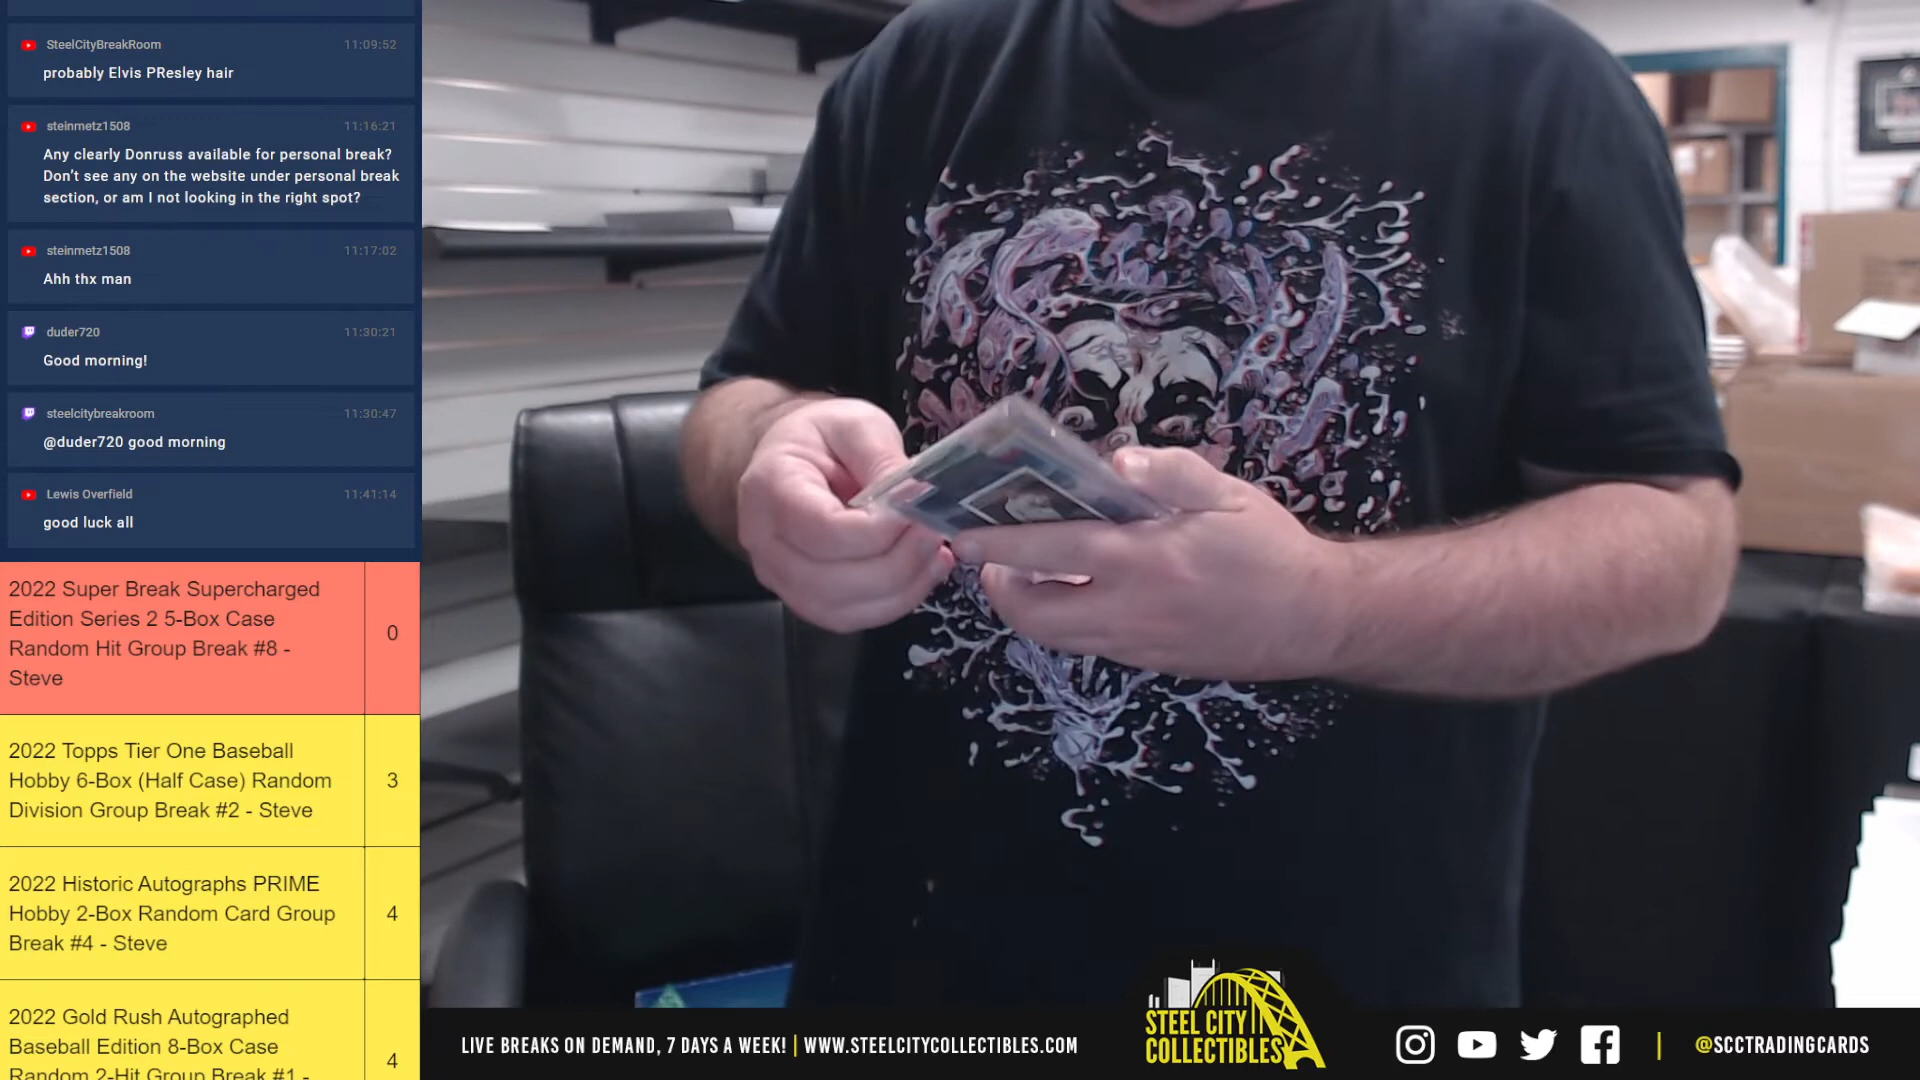 SteelCityBreakRoom 11:09:52
probably Elvis PResley hair
steinmetz1508 11:16:21
Any clearly Donruss available for personal break?
Don't see any on the website under personal break
section, or am I not looking in the right spot?
steinmetz1508 11:17:02
Ahh thx man
duder720 11:30:21
Good morning!
steelcitybreakroom 11:30:47
@duder720 good morning
Lewis Overfield 11:41:14
good luck all
2022 Super Break Supercharged
Edition Series 2 5-Box Case
Random Hit Group Break #8 -
Steve
0
2022 Topps Tier One Baseball
Hobby 6-Box (Half Case) Random
Division Group Break #2 - Steve
3
2022 Historic Autographs PRIME
Hobby 2-Box Random Card Group
Break #4 - Steve
4
2022 Gold Rush Autographed
Baseball Edition 8-Box Case
Random 2-Hit Group Break #1 -
4
LIVE BREAKS ON DEMAND, 7 DAYS A WEEK! | WWW.STEELCITYCOLLECTIBLES.COM
STEEL CITY
COLLECTIBLES
| @SCCTRADINGCARDS